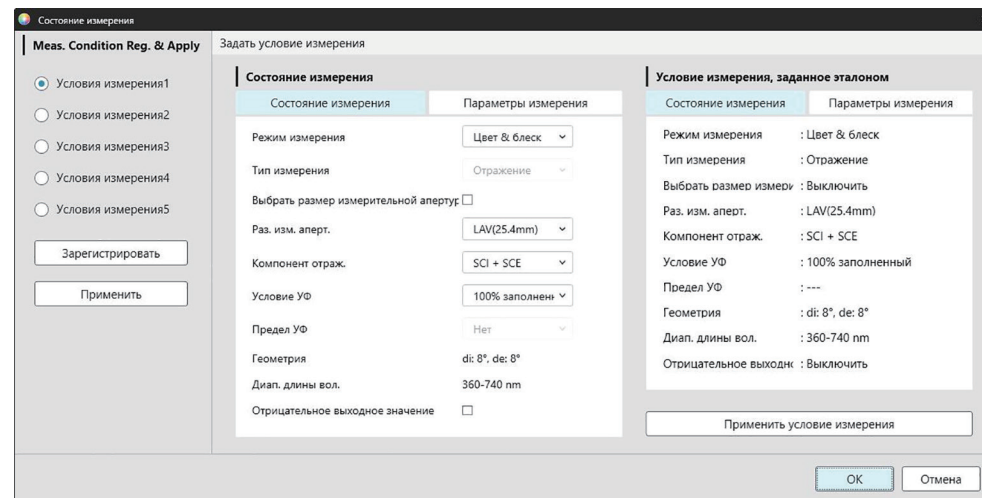 Состояние измерения
Meas. Condition Reg. & Apply
Условия измерения1
Условия измерения2
Условия измерения3
Условия измерения4
Условия измерения5
Зарегистрировать
Применить
Задать условие измерения
Состояние измерения
Состояние измерения Параметры измерения
Режим измерения Цвет & блеск
Тип измерения Отражение
Выбрать размер измерительной апертур
Раз. изм. аперт. LAV(25.4mm)
Компонент отраж. SCI + SCE
Условие УФ 100% заполненн
Предел УФ Нет
Геометрия di: 8°, de: 8°
Диап. длины вол. 360-740 nm
Отрицательное выходное значение
Условие измерения, заданное эталоном
Состояние измерения Параметры измерения
Режим измерения : Цвет & блеск
Тип измерения : Отражение
Выбрать размер измери : Выключить
Раз. изм. аперт. : LAV(25.4mm)
Компонент отраж. : SCI + SCE
Условие УФ : 100% заполненный
Предел УФ : ---
Геометрия : di: 8°, de: 8°
Диап. длины вол. : 360-740 nm
Отрицательное выходно : Выключить
Применить условие измерения
OK Отмена